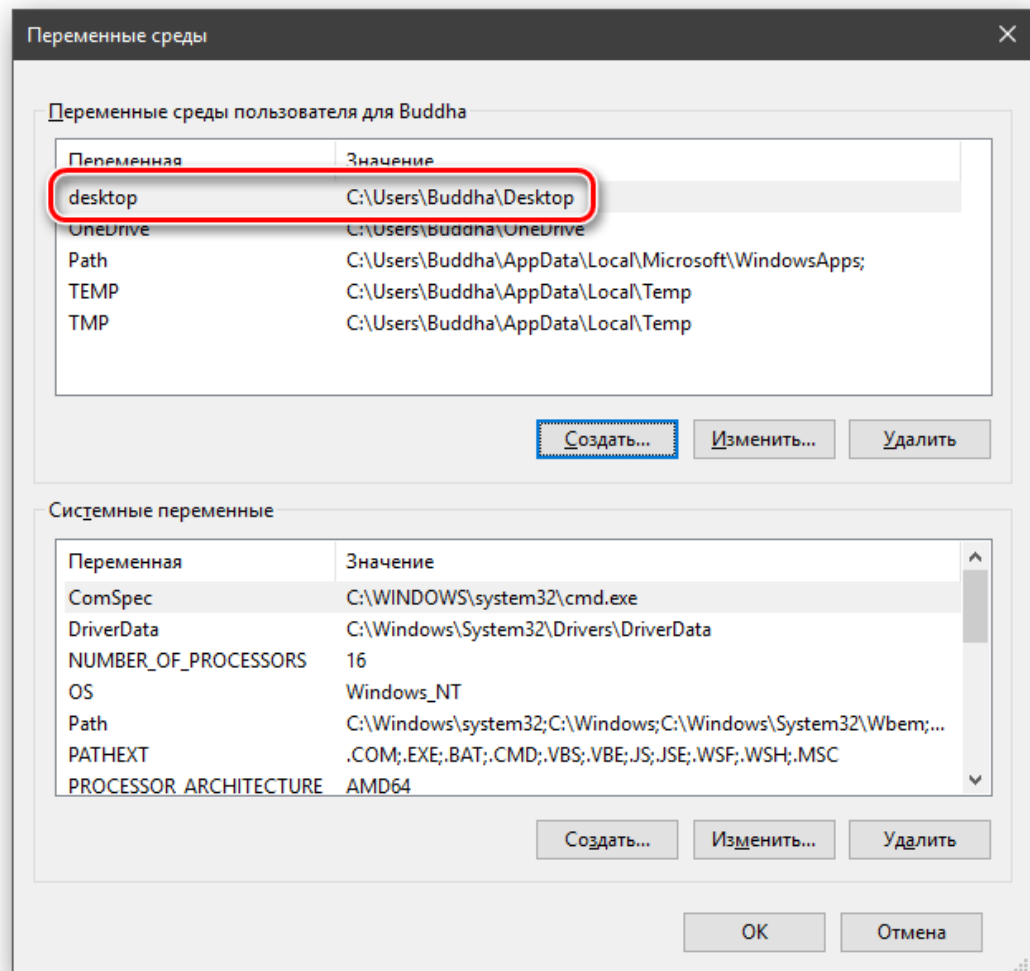 Переменные среды
Переменные среды пользователя для Buddha
Переменная Значение
desktop C:\Users\Buddha\Desktop
OneDrive C:\Users\Buddha\OneDrive
Path C:\Users\Buddha\AppData\Local\Microsoft\WindowsApps;
TEMP C:\Users\Buddha\AppData\Local\Temp
TMP C:\Users\Buddha\AppData\Local\Temp
Создать... Изменить... Удалить
Системные переменные
Переменная Значение
ComSpec C:\WINDOWS\system32\cmd.exe
DriverData C:\Windows\System32\Drivers\DriverData
NUMBER_OF_PROCESSORS 16
OS Windows_NT
Path C:\Windows\system32;C:\Windows;C:\Windows\System32\Wbem;...
PATHEXT .COM;.EXE;.BAT;.CMD;.VBS;.VBE;.JS;.JSE;.WSF;.WSH;.MSC
PROCESSOR_ARCHITECTURE AMD64
Создать... Изменить... Удалить
ОК Отмена